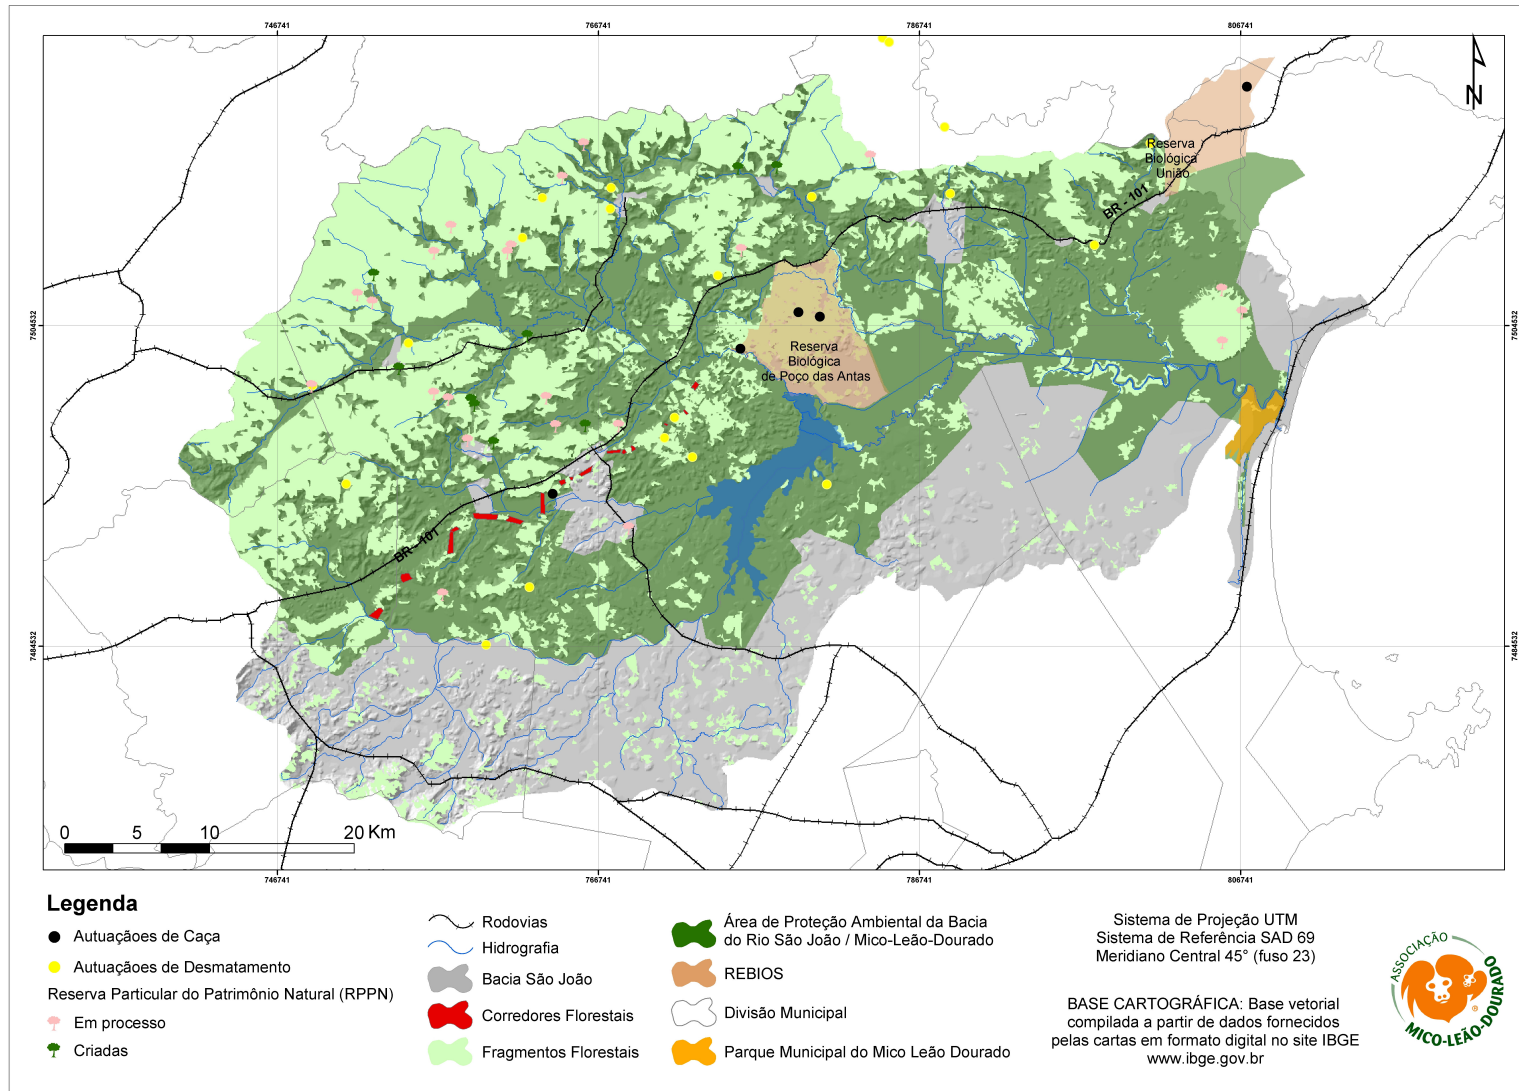 746741
766741
786741
806741
7504532
7504532
7484532
7484532
N
Reserva
Biológica
União
BR - 101
Reserva
Biológica
de Poço das Antas
BR - 101
0 5 10 20 Km
746741
766741
786741
806741
Legenda
Autuaçãoes de Caça
Autuaçãoes de Desmatamento
Reserva Particular do Patrimônio Natural (RPPN)
Em processo
Criadas
Rodovias
Hidrografia
Bacia São João
Corredores Florestais
Fragmentos Florestais
Área de Proteção Ambiental da Bacia
do Rio São João / Mico-Leão-Dourado
REBIOS
Divisão Municipal
Parque Municipal do Mico Leão Dourado
Sistema de Projeção UTM
Sistema de Referência SAD 69
Meridiano Central 45° (fuso 23)
BASE CARTOGRÁFICA: Base vetorial
compilada a partir de dados fornecidos
pelas cartas em formato digital no site IBGE
www.ibge.gov.br
ASSOCIAÇÃO
MICO-LEÃO-DOURADO
®